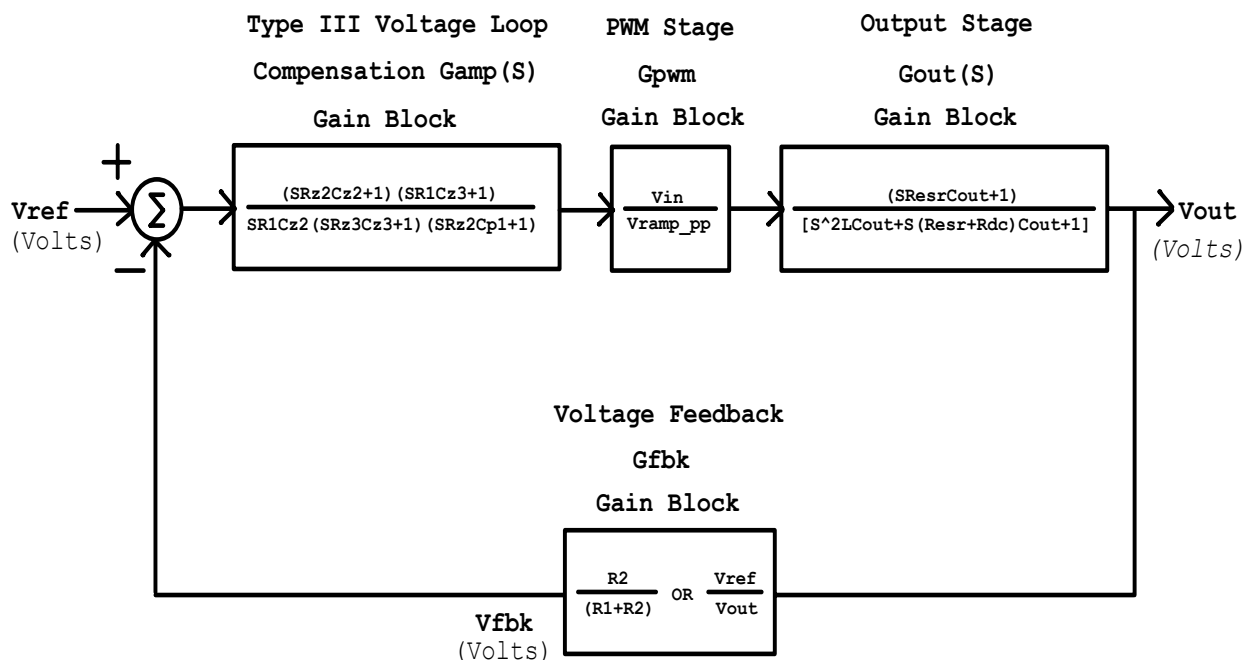 Type III Voltage Loop
Compensation Gamp(S)
Gain Block
PWM Stage
Gpwm
Gain Block
Output Stage
Gout(S)
Gain Block
+
Vref
(Volts)
Σ
−
(SRz2Cz2+1)(SR1Cz3+1)
SR1Cz2(SRz3Cz3+1)(SRz2Cp1+1)
Vin
Vramp_pp
(SResrCout+1)
[S^2LCout+S(Resr+Rdc)Cout+1]
Vout
(Volts)
Voltage Feedback
Gfbk
Gain Block
R2
(R1+R2)
OR
Vref
Vout
Vfbk
(Volts)